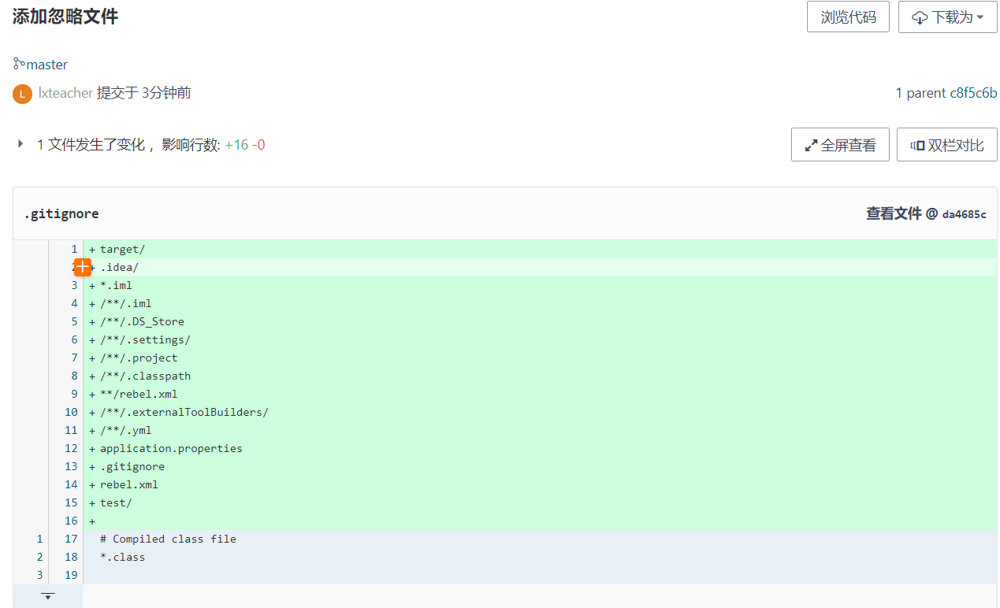 添加忽略文件
浏览代码
下载为
master
L lxteacher 提交于 3分钟前
1 parent c8f5c6b
1 文件发生了变化 ，影响行数: +16 -0
全屏查看
双栏对比
.gitignore
查看文件 @ da4685c
1 + target/
2 + .idea/
3 + *.iml
4 + /**/.iml
5 + /**/.DS_Store
6 + /**/.settings/
7 + /**/.project
8 + /**/.classpath
9 + **/rebel.xml
10 + /**/.externalToolBuilders/
11 + /**/.yml
12 + application.properties
13 + .gitignore
14 + rebel.xml
15 + test/
16 +
1 17 # Compiled class file
2 18 *.class
3 19